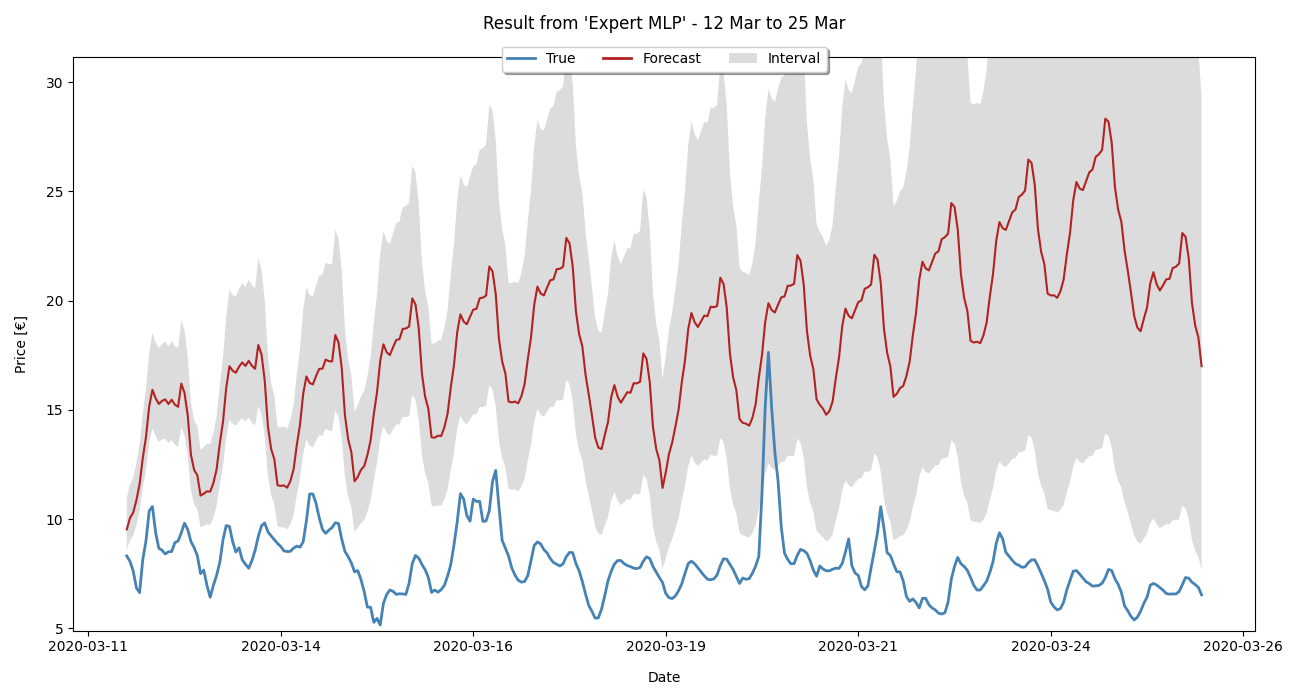 Result from 'Expert MLP' - 12 Mar to 25 Mar
True Forecast Interval
30
25
20
15
10
5
Price [€]
2020-03-11 2020-03-14 2020-03-16 2020-03-19 2020-03-21 2020-03-24 2020-03-26
Date